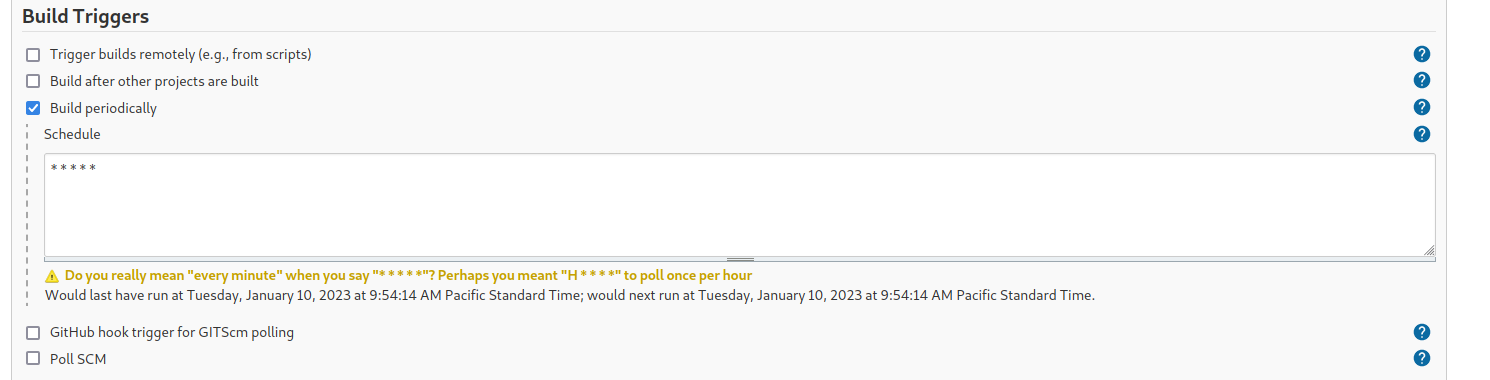 Build Triggers
Trigger builds remotely (e.g., from scripts)
?
Build after other projects are built
?
Build periodically
?
Schedule
?
* * * * *
Do you really mean "every minute" when you say "* * * * *"? Perhaps you meant "H * * * *" to poll once per hour
Would last have run at Tuesday, January 10, 2023 at 9:54:14 AM Pacific Standard Time; would next run at Tuesday, January 10, 2023 at 9:54:14 AM Pacific Standard Time.
GitHub hook trigger for GITScm polling
?
Poll SCM
?